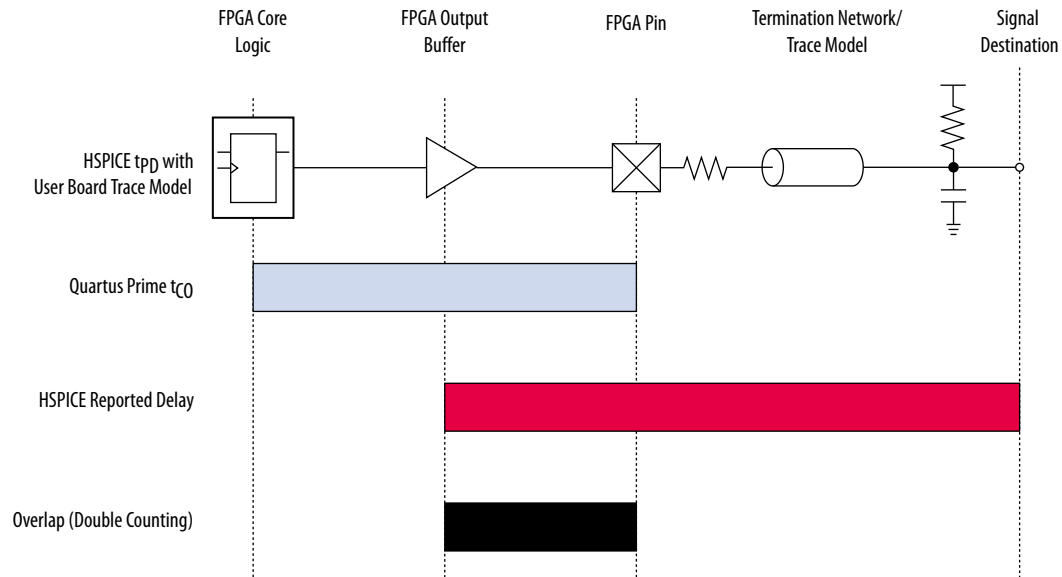 FPGA Core
Logic
FPGA Output
Buffer
FPGA Pin
Termination Network/
Trace Model
Signal
Destination
HSPICE tPD with
User Board Trace Model
Quartus Prime tCO
HSPICE Reported Delay
Overlap (Double Counting)